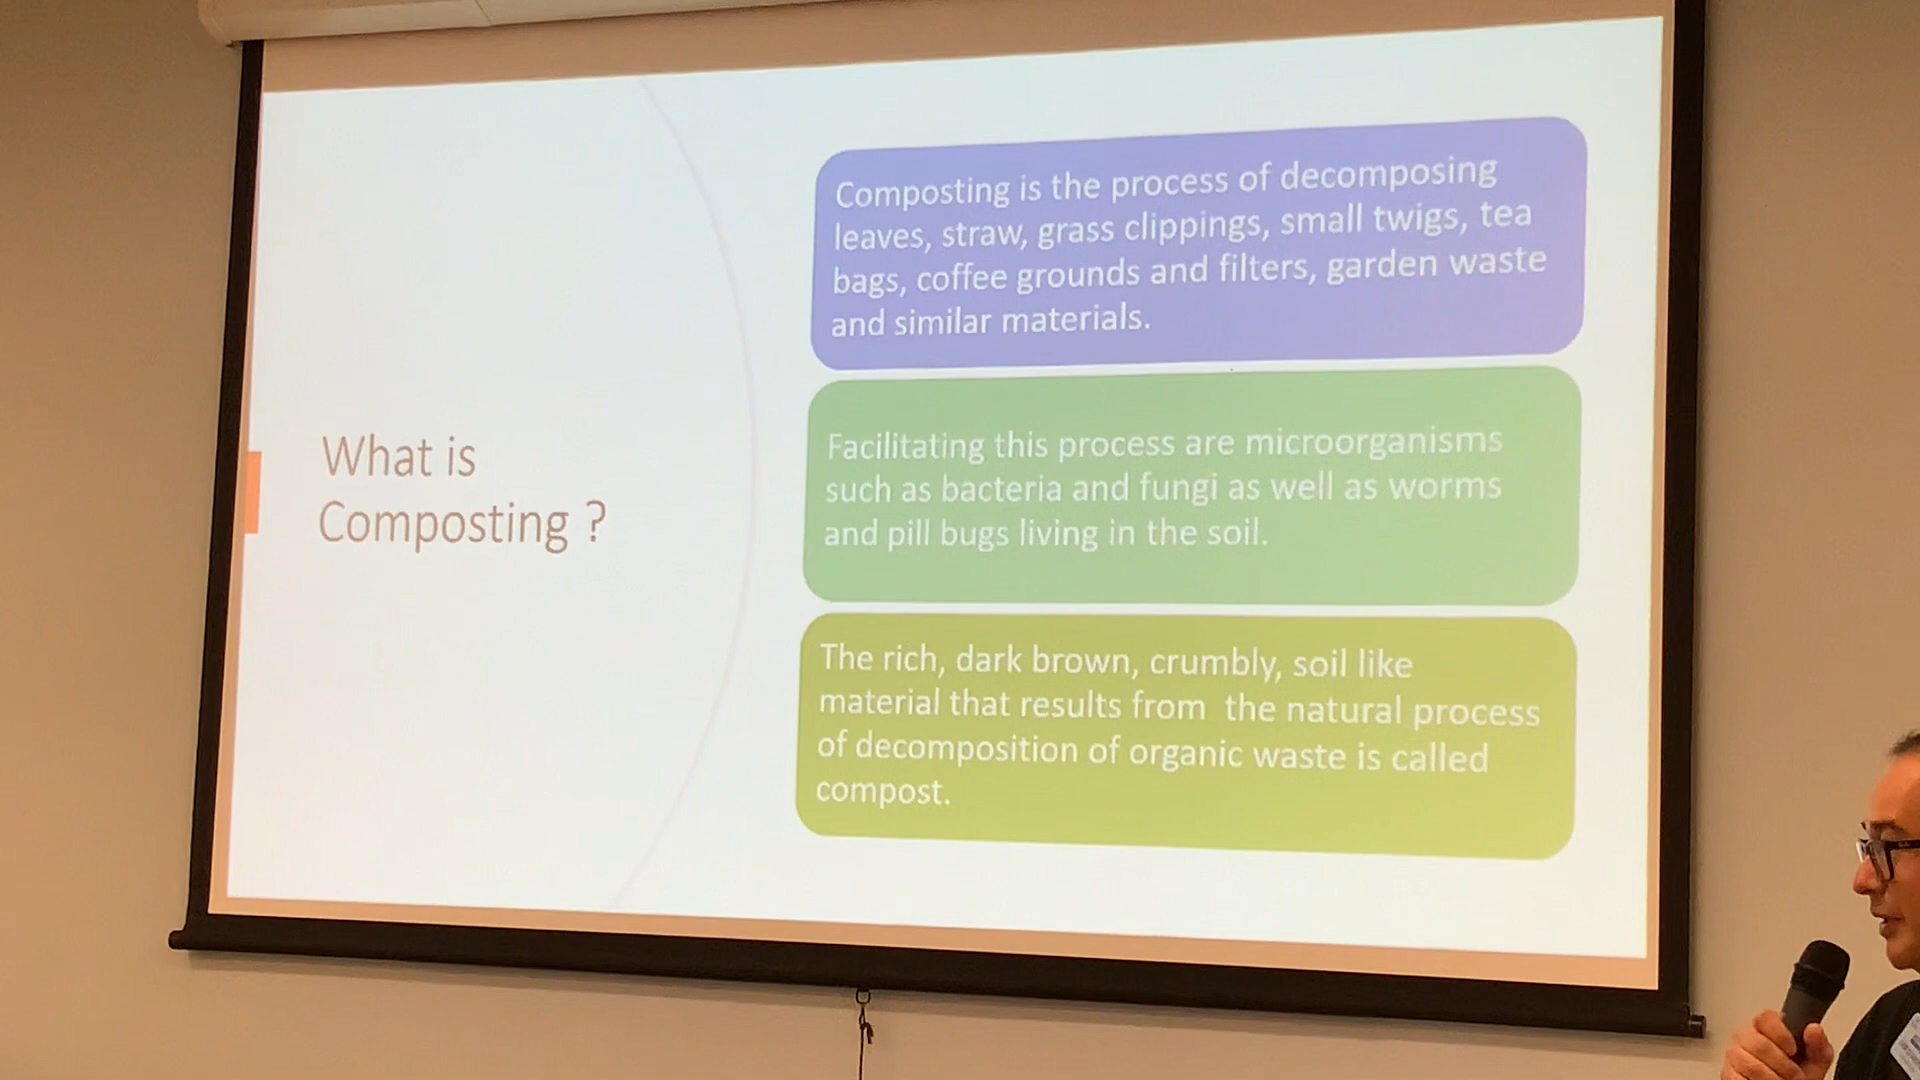 What is
Composting ?
Composting is the process of decomposing
leaves, straw, grass clippings, small twigs, tea
bags, coffee grounds and filters, garden waste
and similar materials.
Facilitating this process are microorganisms
such as bacteria and fungi as well as worms
and pill bugs living in the soil.
The rich, dark brown, crumbly, soil like
material that results from the natural process
of decomposition of organic waste is called
compost.